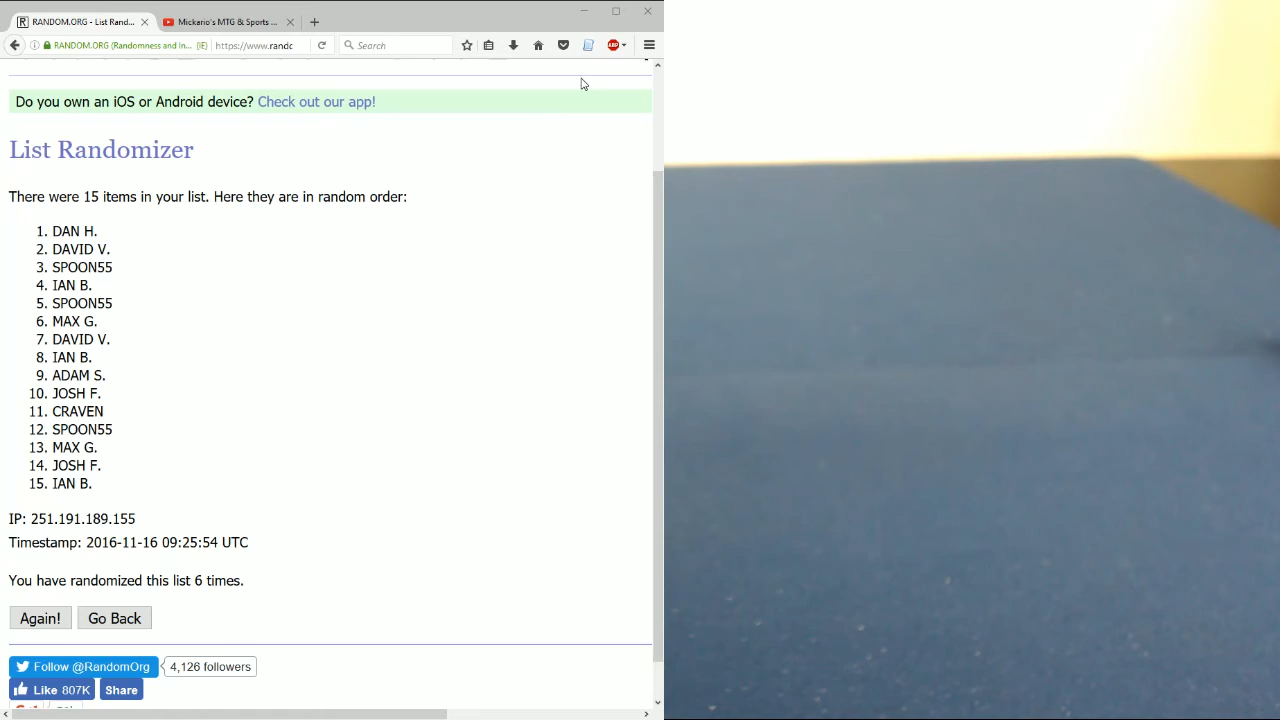 RANDOM.ORG - List Rand...
Mickario's MTG & Sports ...
RANDOM.ORG (Randomness and In... (IE)
https://www.randc
Search
ABP
Do you own an iOS or Android device? Check out our app!
List Randomizer
There were 15 items in your list. Here they are in random order:
1. DAN H.
2. DAVID V.
3. SPOON55
4. IAN B.
5. SPOON55
6. MAX G.
7. DAVID V.
8. IAN B.
9. ADAM S.
10. JOSH F.
11. CRAVEN
12. SPOON55
13. MAX G.
14. JOSH F.
15. IAN B.
IP: 251.191.189.155
Timestamp: 2016-11-16 09:25:54 UTC
You have randomized this list 6 times.
Again! Go Back
Follow @RandomOrg 4,126 followers
Like 807K Share